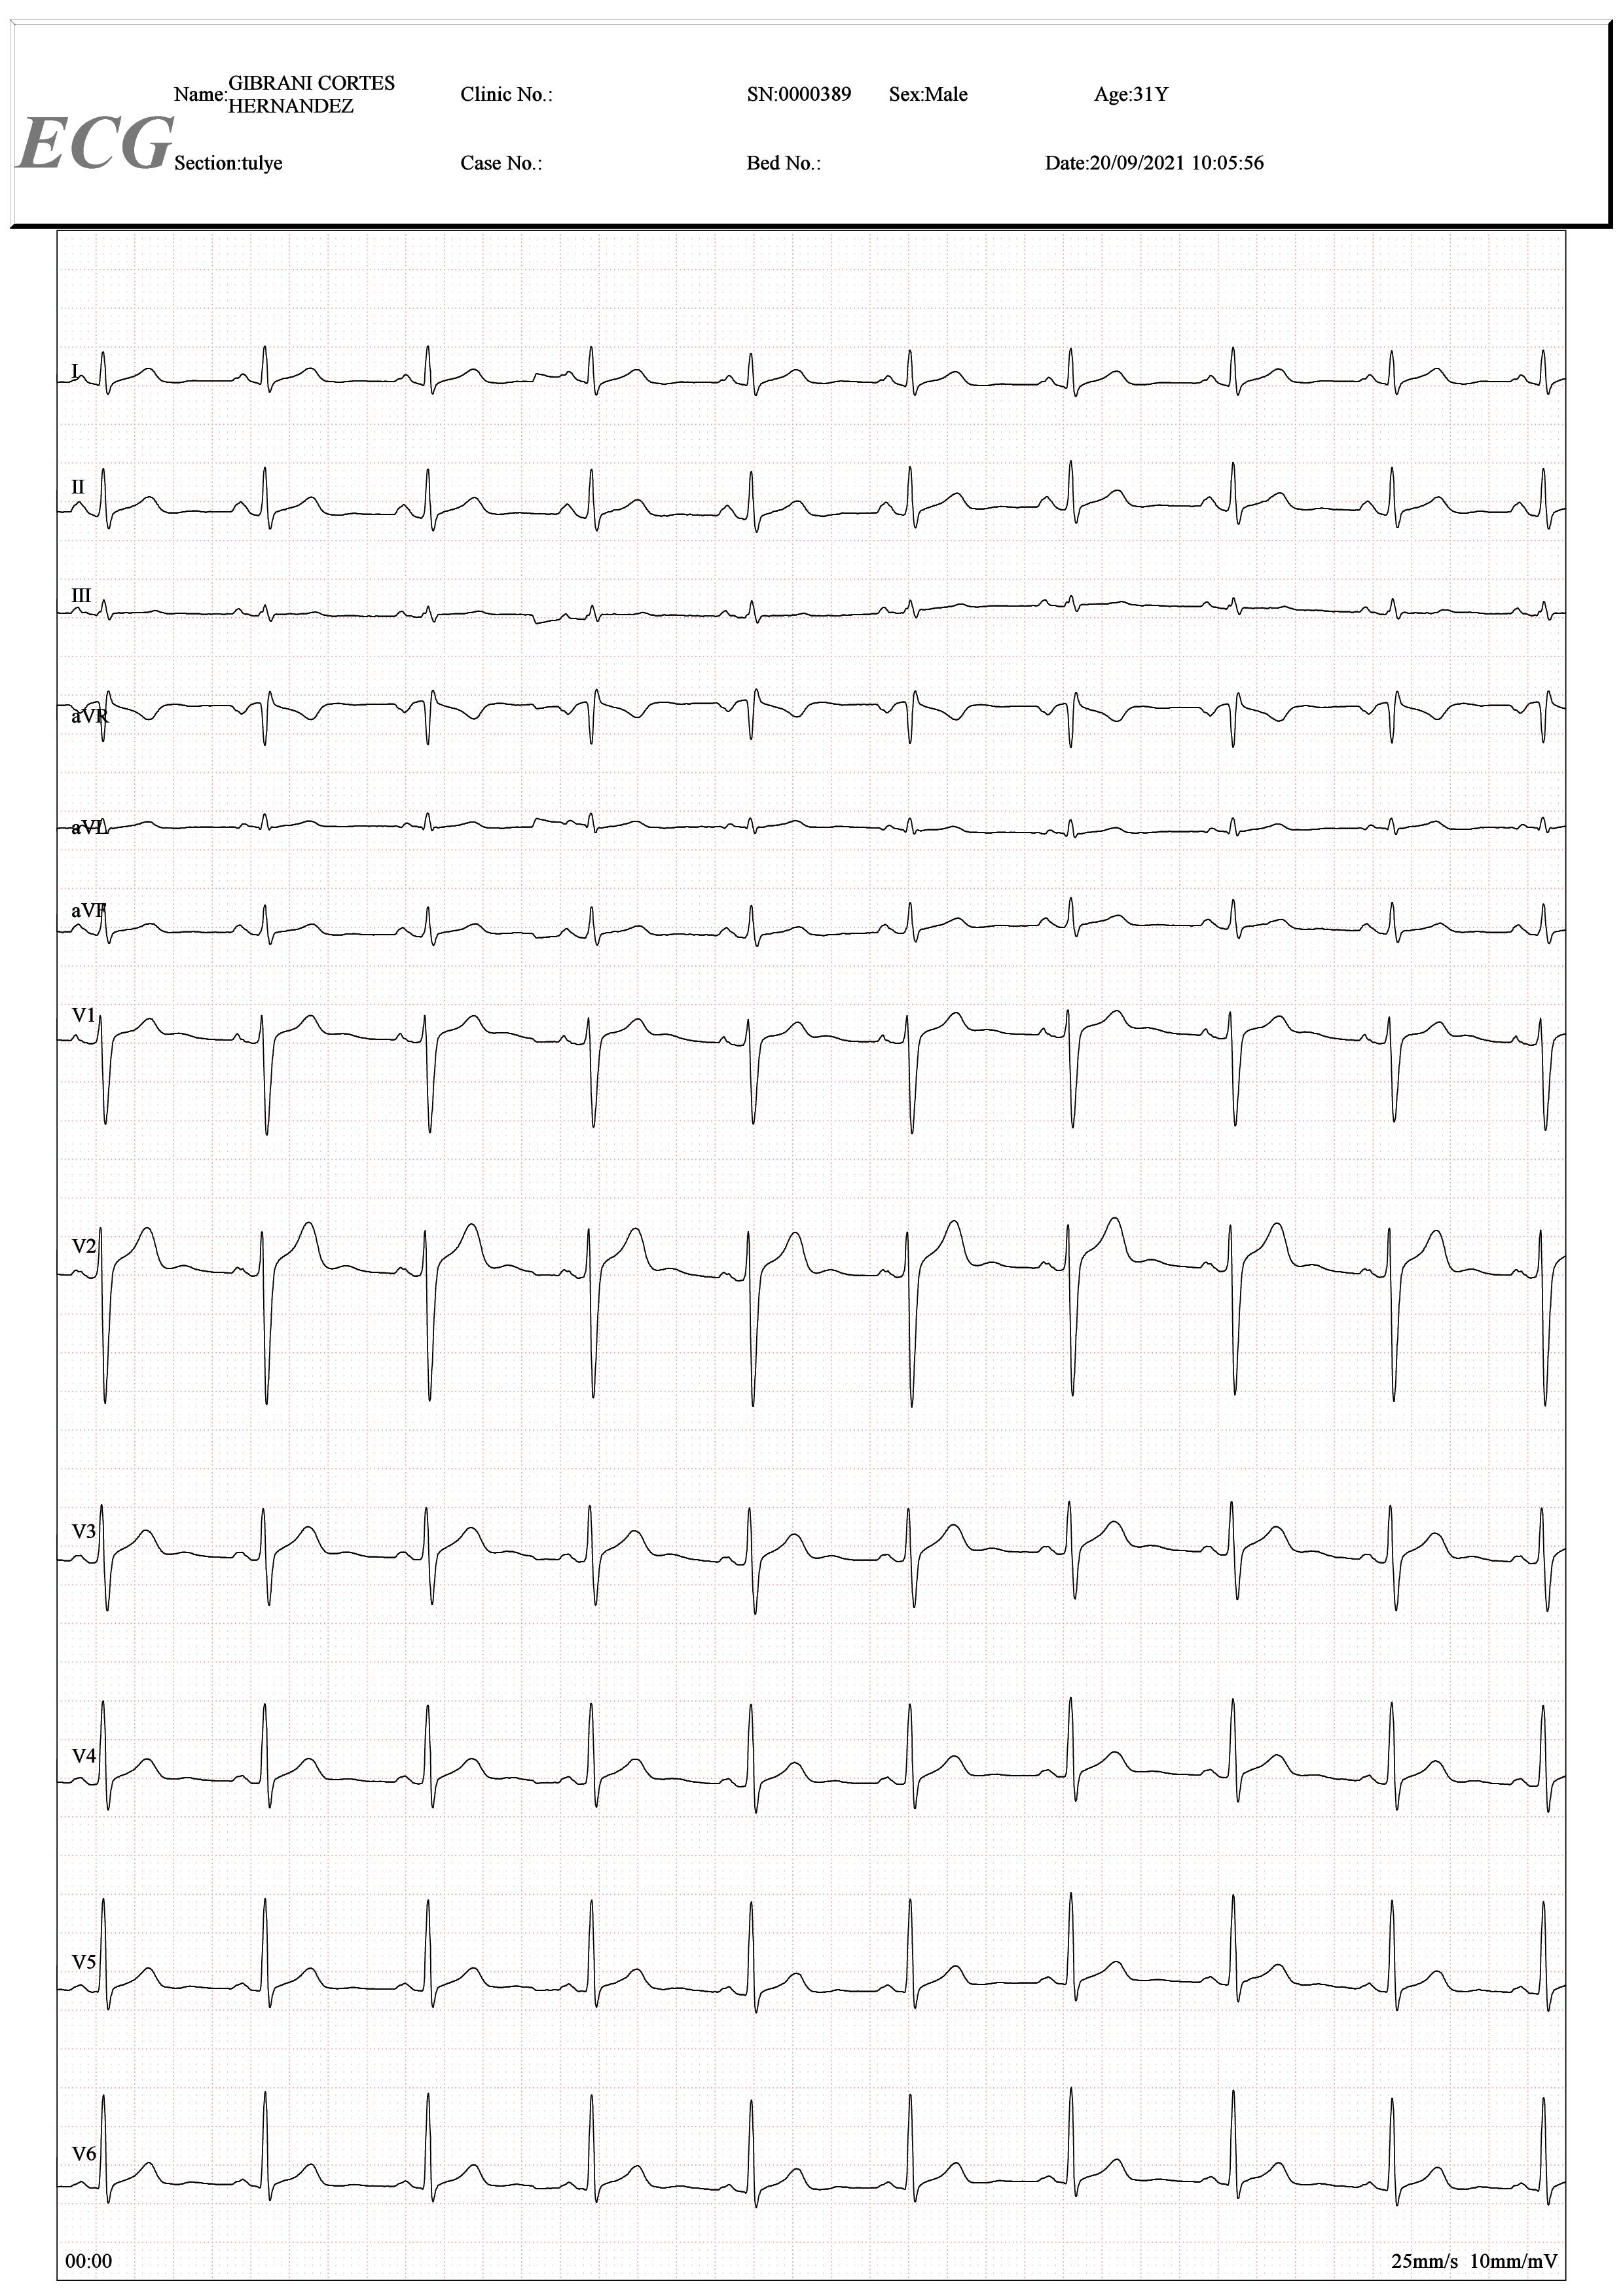 ECG
Name:GIBRANI CORTES HERNANDEZ
Clinic No.:
SN:0000389
Sex:Male
Age:31Y
Section:tulye
Case No.:
Bed No.:
Date:20/09/2021 10:05:56
I
II
III
aVR
aVL
aVF
V1
V2
V3
V4
V5
V6
00:00
25mm/s 10mm/mV